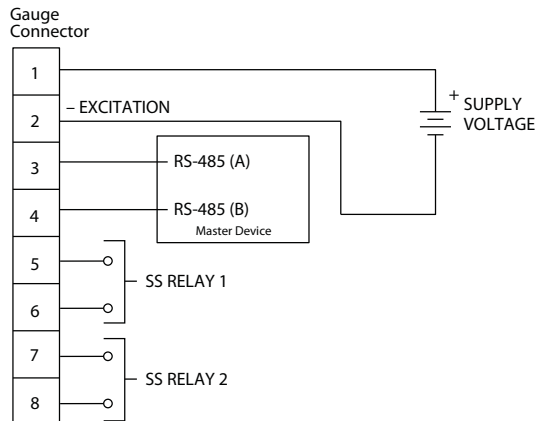 Gauge
Connector
1
2
3
4
5
6
7
8
– EXCITATION
+
SUPPLY
VOLTAGE
RS-485 (A)
RS-485 (B)
Master Device
SS RELAY 1
SS RELAY 2